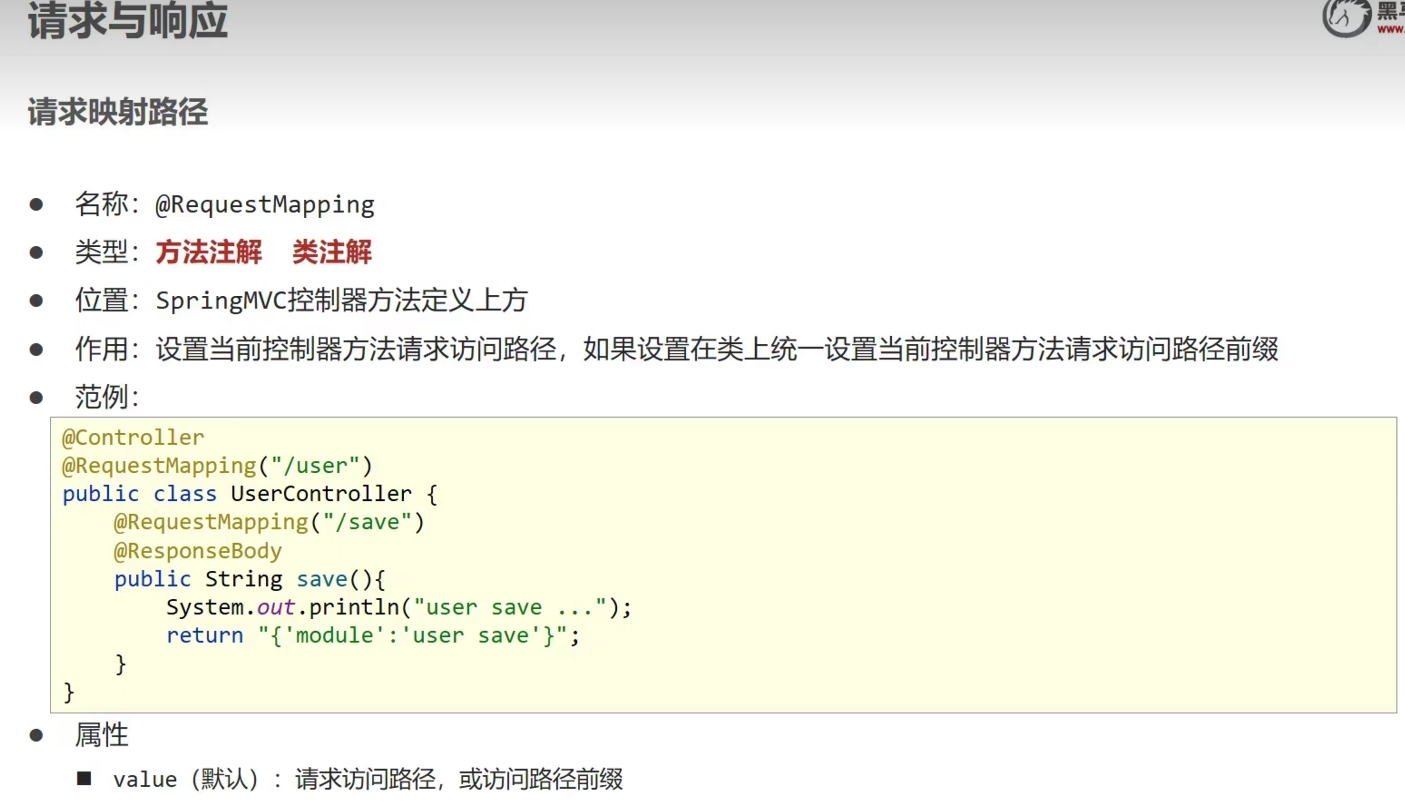 请求与响应
黑马
www.
请求映射路径
● 名称：@RequestMapping
● 类型：方法注解 类注解
● 位置：SpringMVC控制器方法定义上方
● 作用：设置当前控制器方法请求访问路径，如果设置在类上统一设置当前控制器方法请求访问路径前缀
● 范例：
@Controller
@RequestMapping("/user")
public class UserController {
    @RequestMapping("/save")
    @ResponseBody
    public String save(){
        System.out.println("user save ...");
        return "{'module':'user save'}";
    }
}
● 属性
■ value（默认）：请求访问路径，或访问路径前缀